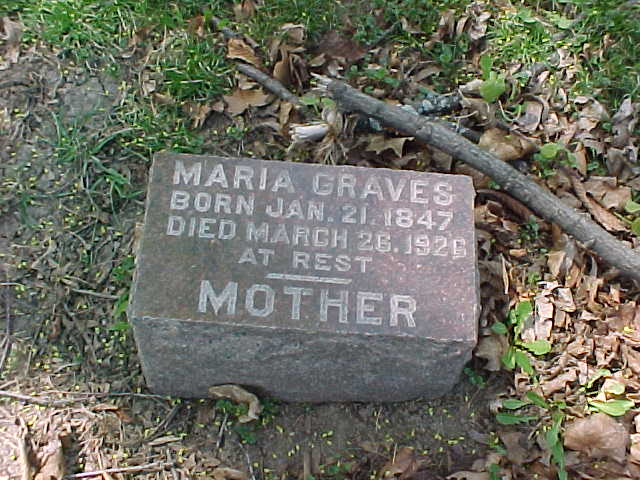 MARIA GRAVES
BORN JAN. 21. 1847
DIED MARCH 26. 1926
AT REST
MOTHER